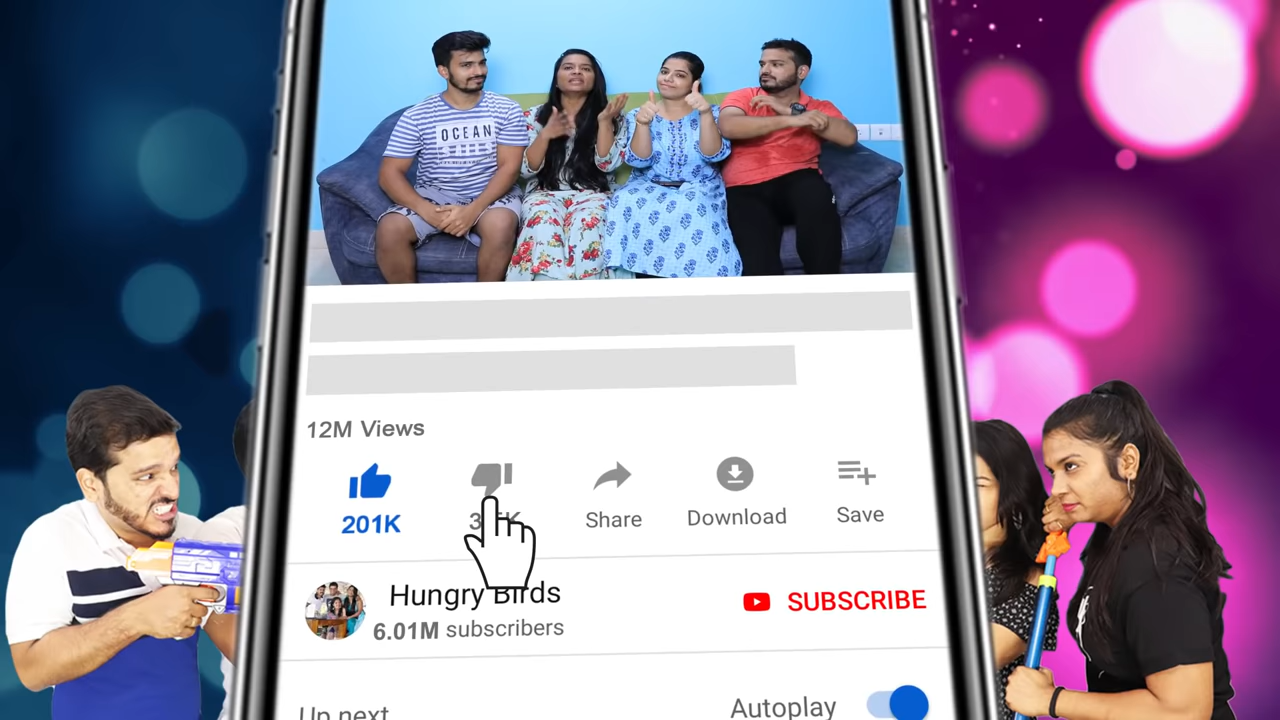 OCEAN
12M Views
201K
Share
Download
Save
Hungry Birds
6.01M subscribers
SUBSCRIBE
Up next
Autoplay